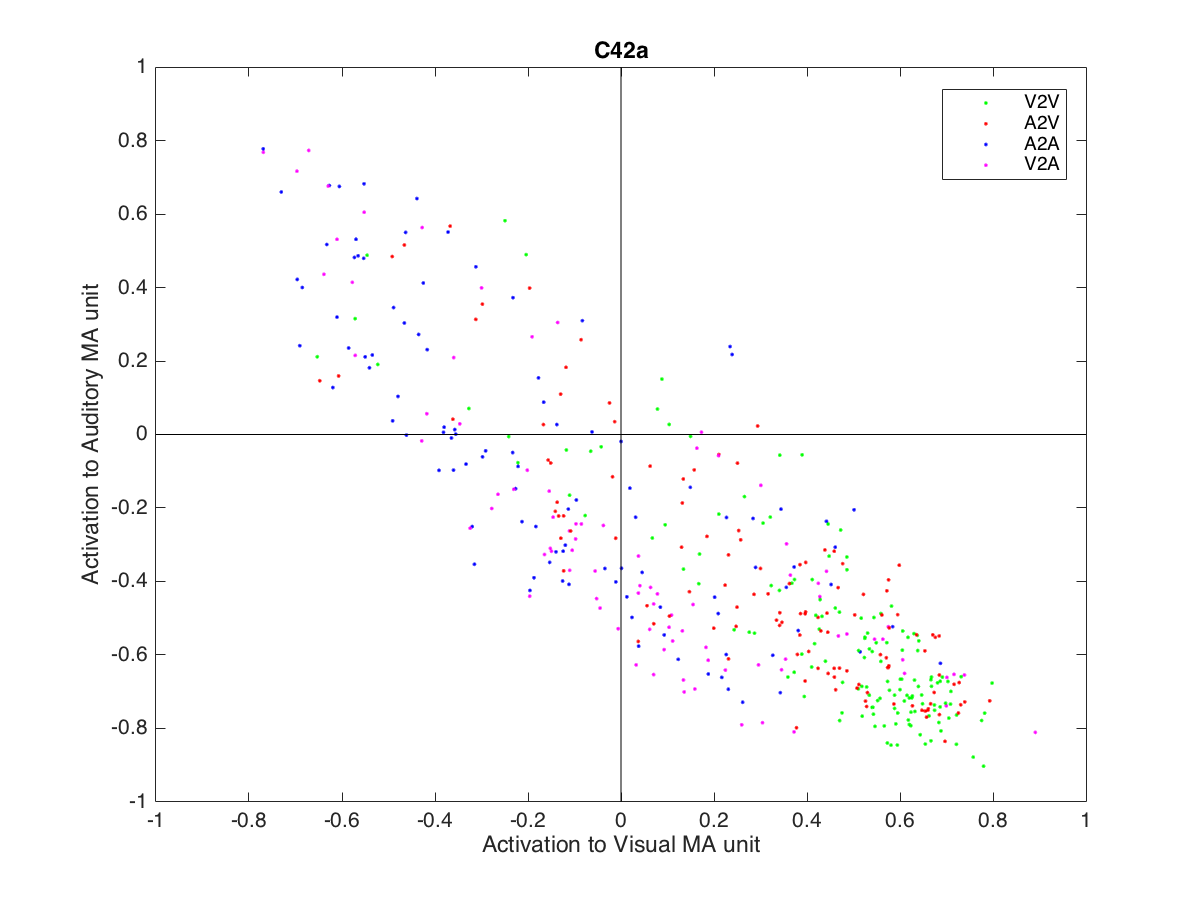 C42a
1
0.8
0.6
0.4
0.2
0
-0.2
-0.4
-0.6
-0.8
-1
Activation to Auditory MA unit
V2V
A2V
A2A
V2A
-1 -0.8 -0.6 -0.4 -0.2 0 0.2 0.4 0.6 0.8 1
Activation to Visual MA unit